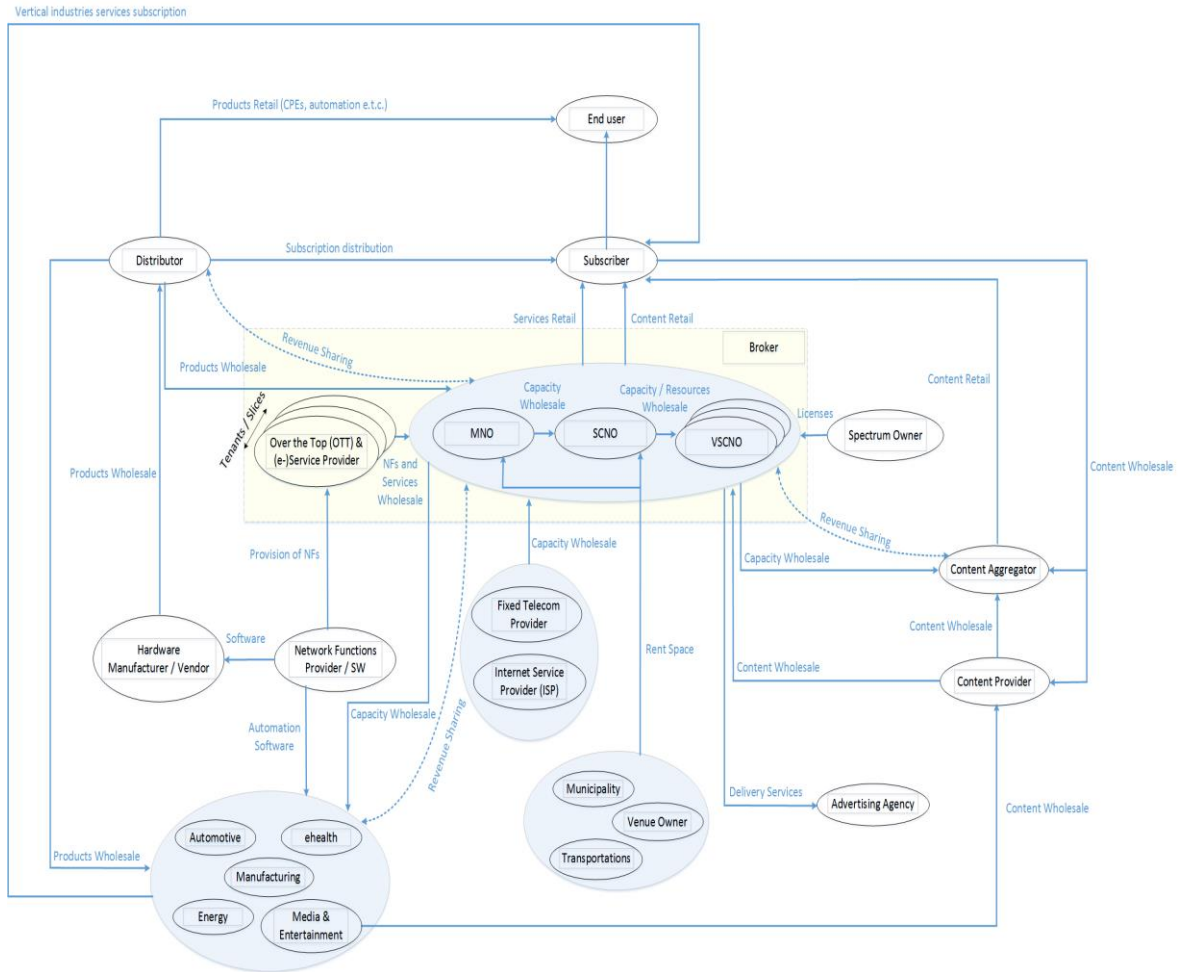 Vertical industries services subscription
Products Retail (CPEs, automation e.t.c.)
End user
Distributor
Subscription distribution
Subscriber
Services Retail
Content Retail
Broker
Revenue Sharing
Products Wholesale
Content Retail
Capacity
Wholesale
Capacity / Resources
Wholesale
Tenants / Slices
MNO
SCNO
VSCNO
Licenses
Spectrum Owner
Over the Top (OTT) &
(e-)Service Provider
NFs and
Services
Wholesale
Products Wholesale
Content Wholesale
Revenue Sharing
Provision of NFs
Capacity Wholesale
Capacity Wholesale
Content Aggregator
Fixed Telecom
Provider
Hardware
Manufacturer / Vendor
Software
Network Functions
Provider / SW
Rent Space
Content Wholesale
Internet Service
Provider (ISP)
Content Wholesale
Content Provider
Capacity Wholesale
Revenue Sharing
Automation
Software
Municipality
Delivery Services
Advertising Agency
Content Wholesale
Venue Owner
Automotive
ehealth
Products Wholesale
Transportations
Manufacturing
Energy
Media &
Entertainment